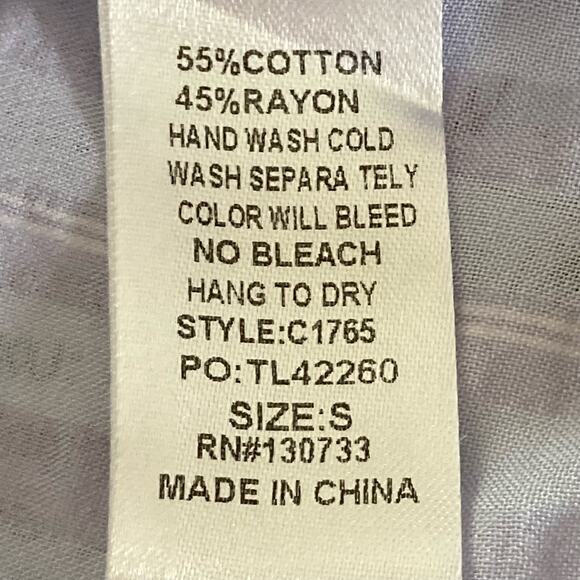 55%COTTON
45%RAYON
HAND WASH COLD
WASH SEPARA TELY
COLOR WILL BLEED
NO BLEACH
HANG TO DRY
STYLE:C1765
PO:TL42260
SIZE:S
RN#130733
MADE IN CHINA